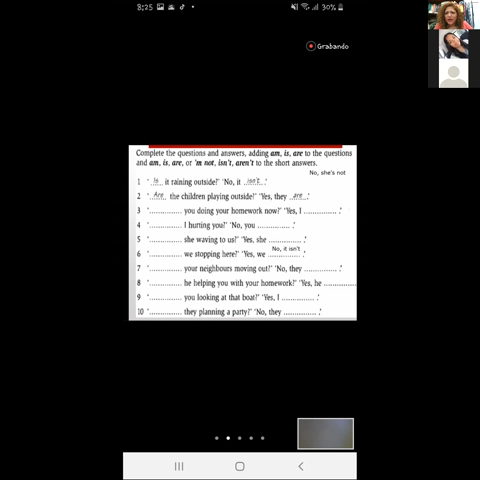 8:25
30%
Grabando
Complete the questions and answers, adding am, is, are to the questions
and am, is, are, or 'm not, isn't, aren't to the short answers.
No, she's not
1 '..is.. it raining outside?' 'No, it ..isn't..'
2 '..Are.. the children playing outside?' 'Yes, they ..are..'
3 '.............. you doing your homework now?' 'Yes, I ..............'
4 '.............. I hurting you?' 'No, you ..............'
5 '.............. she waving to us?' 'Yes, she ..............'
No, it isn't
6 '.............. we stopping here?' 'Yes, we ..............'
7 '.............. your neighbours moving out?' 'No, they ..............'
8 '.............. he helping you with your homework?' 'Yes, he ..............
9 '.............. you looking at that boat?' 'Yes, I ..............'
10 '.............. they planning a party?' 'No, they ..............'